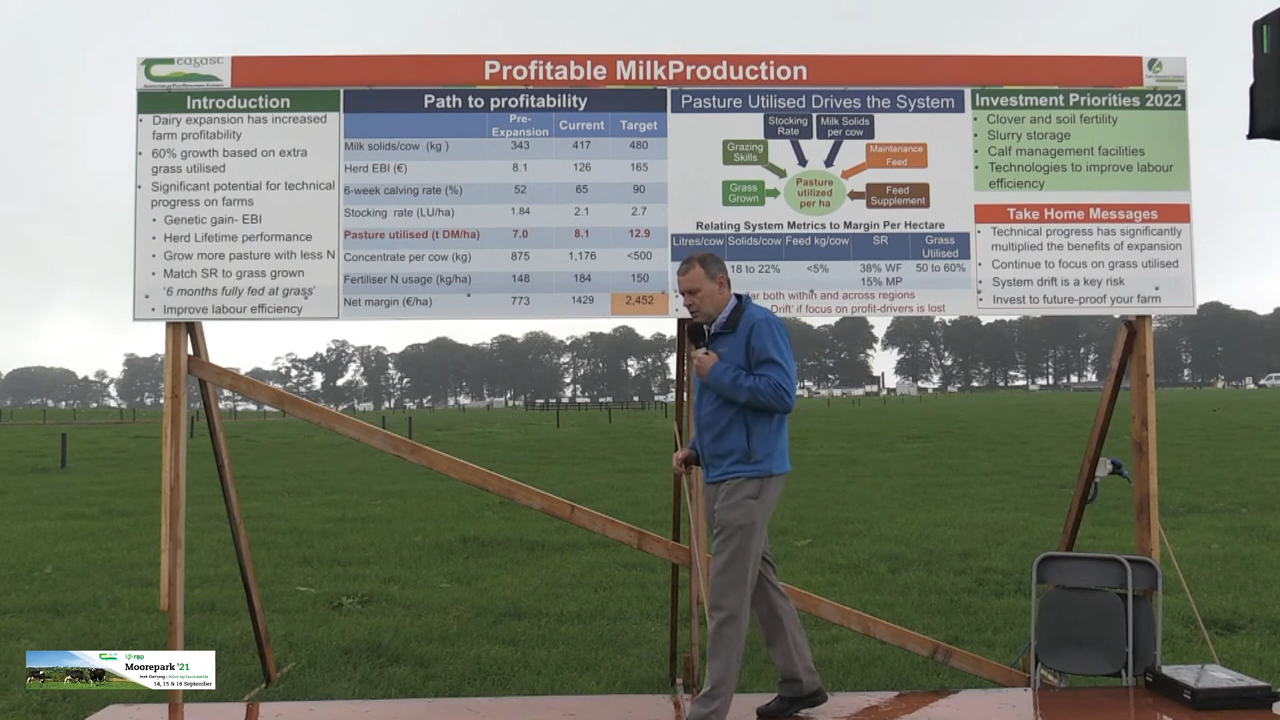 eagasc
Profitable MilkProduction
Introduction
• Dairy expansion has increased
farm profitability
• 60% growth based on extra
grass utilised
• Significant potential for technical
progress on farms
• Genetic gain- EBI
• Herd Lifetime performance
• Grow more pasture with less N
• Match SR to grass grown
'6 months fully fed at grass'
• Improve labour efficiency
Path to profitability
Pre-Expansion Current Target
Milk solids/cow (kg ) 343 417 480
Herd EBI (€) 8.1 126 165
6-week calving rate (%) 52 65 90
Stocking rate (LU/ha) 1.84 2.1 2.7
Pasture utilised (t DM/ha) 7.0 8.1 12.9
Concentrate per cow (kg) 875 1,176 <500
Fertiliser N usage (kg/ha) 148 184 150
Net margin (€/ha) 773 1429 2,452
Pasture Utilised Drives the System
Stocking
Rate
Milk Solids
per cow
Grazing
Skills
Maintenance
Feed
Grass
Grown
Pasture
utilized
per ha
Feed
Supplement
Relating System Metrics to Margin Per Hectare
Litres/cow Solids/cow Feed kg/cow SR Grass Utilised
18 to 22% <5% 38% WF 50 to 60%
15% MP
both within and across regions
Drift' if focus on profit-drivers is lost
Investment Priorities 2022
• Clover and soil fertility
• Slurry storage
• Calf management facilities
• Technologies to improve labour
efficiency
Take Home Messages
• Technical progress has significantly
multiplied the benefits of expansion
• Continue to focus on grass utilised
• System drift is a key risk
• Invest to future-proof your farm
FBD
Moorepark '21
14, 15 & 16 September